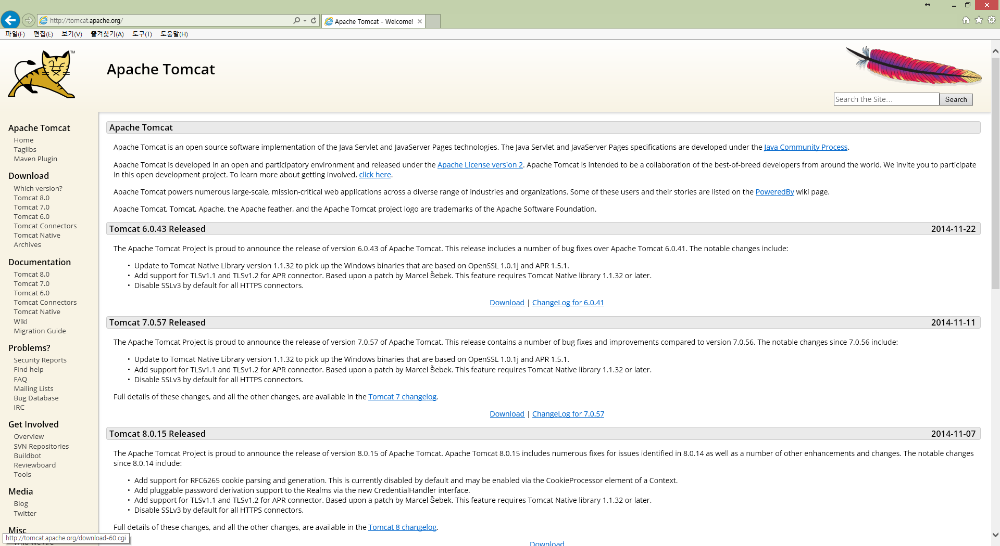 http://tomcat.apache.org/
Apache Tomcat - Welcome!
파일(F) 편집(E) 보기(V) 즐겨찾기(A) 도구(T) 도움말(H)
TM
Apache Tomcat
Search the Site... Search
Apache Tomcat
Home
Taglibs
Maven Plugin
Download
Which version?
Tomcat 8.0
Tomcat 7.0
Tomcat 6.0
Tomcat Connectors
Tomcat Native
Archives
Documentation
Tomcat 8.0
Tomcat 7.0
Tomcat 6.0
Tomcat Connectors
Tomcat Native
Wiki
Migration Guide
Problems?
Security Reports
Find help
FAQ
Mailing Lists
Bug Database
IRC
Get Involved
Overview
SVN Repositories
Buildbot
Reviewboard
Tools
Media
Blog
Twitter
Misc
http://tomcat.apache.org/download-60.cgi
Who We Are
Apache Tomcat
Apache Tomcat is an open source software implementation of the Java Servlet and JavaServer Pages technologies. The Java Servlet and JavaServer Pages specifications are developed under the Java Community Process.
Apache Tomcat is developed in an open and participatory environment and released under the Apache License version 2. Apache Tomcat is intended to be a collaboration of the best-of-breed developers from around the world. We invite you to participate
in this open development project. To learn more about getting involved, click here.
Apache Tomcat powers numerous large-scale, mission-critical web applications across a diverse range of industries and organizations. Some of these users and their stories are listed on the PoweredBy wiki page.
Apache Tomcat, Tomcat, Apache, the Apache feather, and the Apache Tomcat project logo are trademarks of the Apache Software Foundation.
Tomcat 6.0.43 Released 2014-11-22
The Apache Tomcat Project is proud to announce the release of version 6.0.43 of Apache Tomcat. This release includes a number of bug fixes over Apache Tomcat 6.0.41. The notable changes include:
• Update to Tomcat Native Library version 1.1.32 to pick up the Windows binaries that are based on OpenSSL 1.0.1j and APR 1.5.1.
• Add support for TLSv1.1 and TLSv1.2 for APR connector. Based upon a patch by Marcel Šebek. This feature requires Tomcat Native library 1.1.32 or later.
• Disable SSLv3 by default for all HTTPS connectors.
Download | ChangeLog for 6.0.41
Tomcat 7.0.57 Released 2014-11-11
The Apache Tomcat Project is proud to announce the release of version 7.0.57 of Apache Tomcat. This release contains a number of bug fixes and improvements compared to version 7.0.56. The notable changes since 7.0.56 include:
• Update to Tomcat Native Library version 1.1.32 to pick up the Windows binaries that are based on OpenSSL 1.0.1j and APR 1.5.1.
• Add support for TLSv1.1 and TLSv1.2 for APR connector. Based upon a patch by Marcel Šebek. This feature requires Tomcat Native library 1.1.32 or later.
• Disable SSLv3 by default for all HTTPS connectors.
Full details of these changes, and all the other changes, are available in the Tomcat 7 changelog.
Download | ChangeLog for 7.0.57
Tomcat 8.0.15 Released 2014-11-07
The Apache Tomcat Project is proud to announce the release of version 8.0.15 of Apache Tomcat. Apache Tomcat 8.0.15 includes numerous fixes for issues identified in 8.0.14 as well as a number of other enhancements and changes. The notable changes
since 8.0.14 include:
• Add support for RFC6265 cookie parsing and generation. This is currently disabled by default and may be enabled via the CookieProcessor element of a Context.
• Add pluggable password derivation support to the Realms via the new CredentialHandler interface.
• Add support for TLSv1.1 and TLSv1.2 for APR connector. Based upon a patch by Marcel Šebek. This feature requires Tomcat Native library 1.1.32 or later.
• Disable SSLv3 by default for all HTTPS connectors.
Full details of these changes, and all the other changes, are available in the Tomcat 8 changelog.
Download